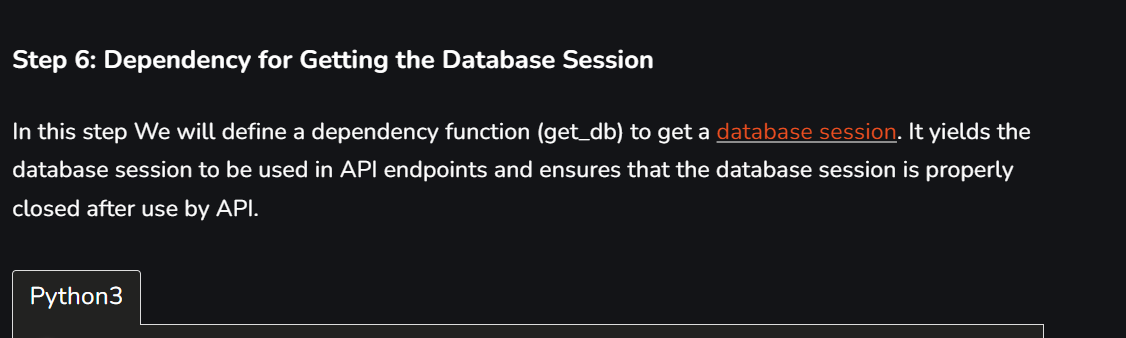 Step 6: Dependency for Getting the Database Session
In this step We will define a dependency function (get_db) to get a database session. It yields the
database session to be used in API endpoints and ensures that the database session is properly
closed after use by API.
Python3